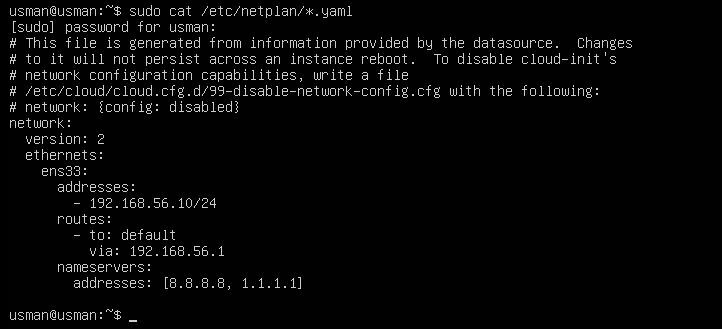 usman@usman:~$ sudo cat /etc/netplan/*.yaml
[sudo] password for usman:
# This file is generated from information provided by the datasource.  Changes
# to it will not persist across an instance reboot.  To disable cloud-init's
# network configuration capabilities, write a file
# /etc/cloud/cloud.cfg.d/99-disable-network-config.cfg with the following:
# network: {config: disabled}
network:
  version: 2
  ethernets:
    ens33:
      addresses:
        - 192.168.56.10/24
      routes:
        - to: default
          via: 192.168.56.1
      nameservers:
        addresses: [8.8.8.8, 1.1.1.1]

usman@usman:~$ _